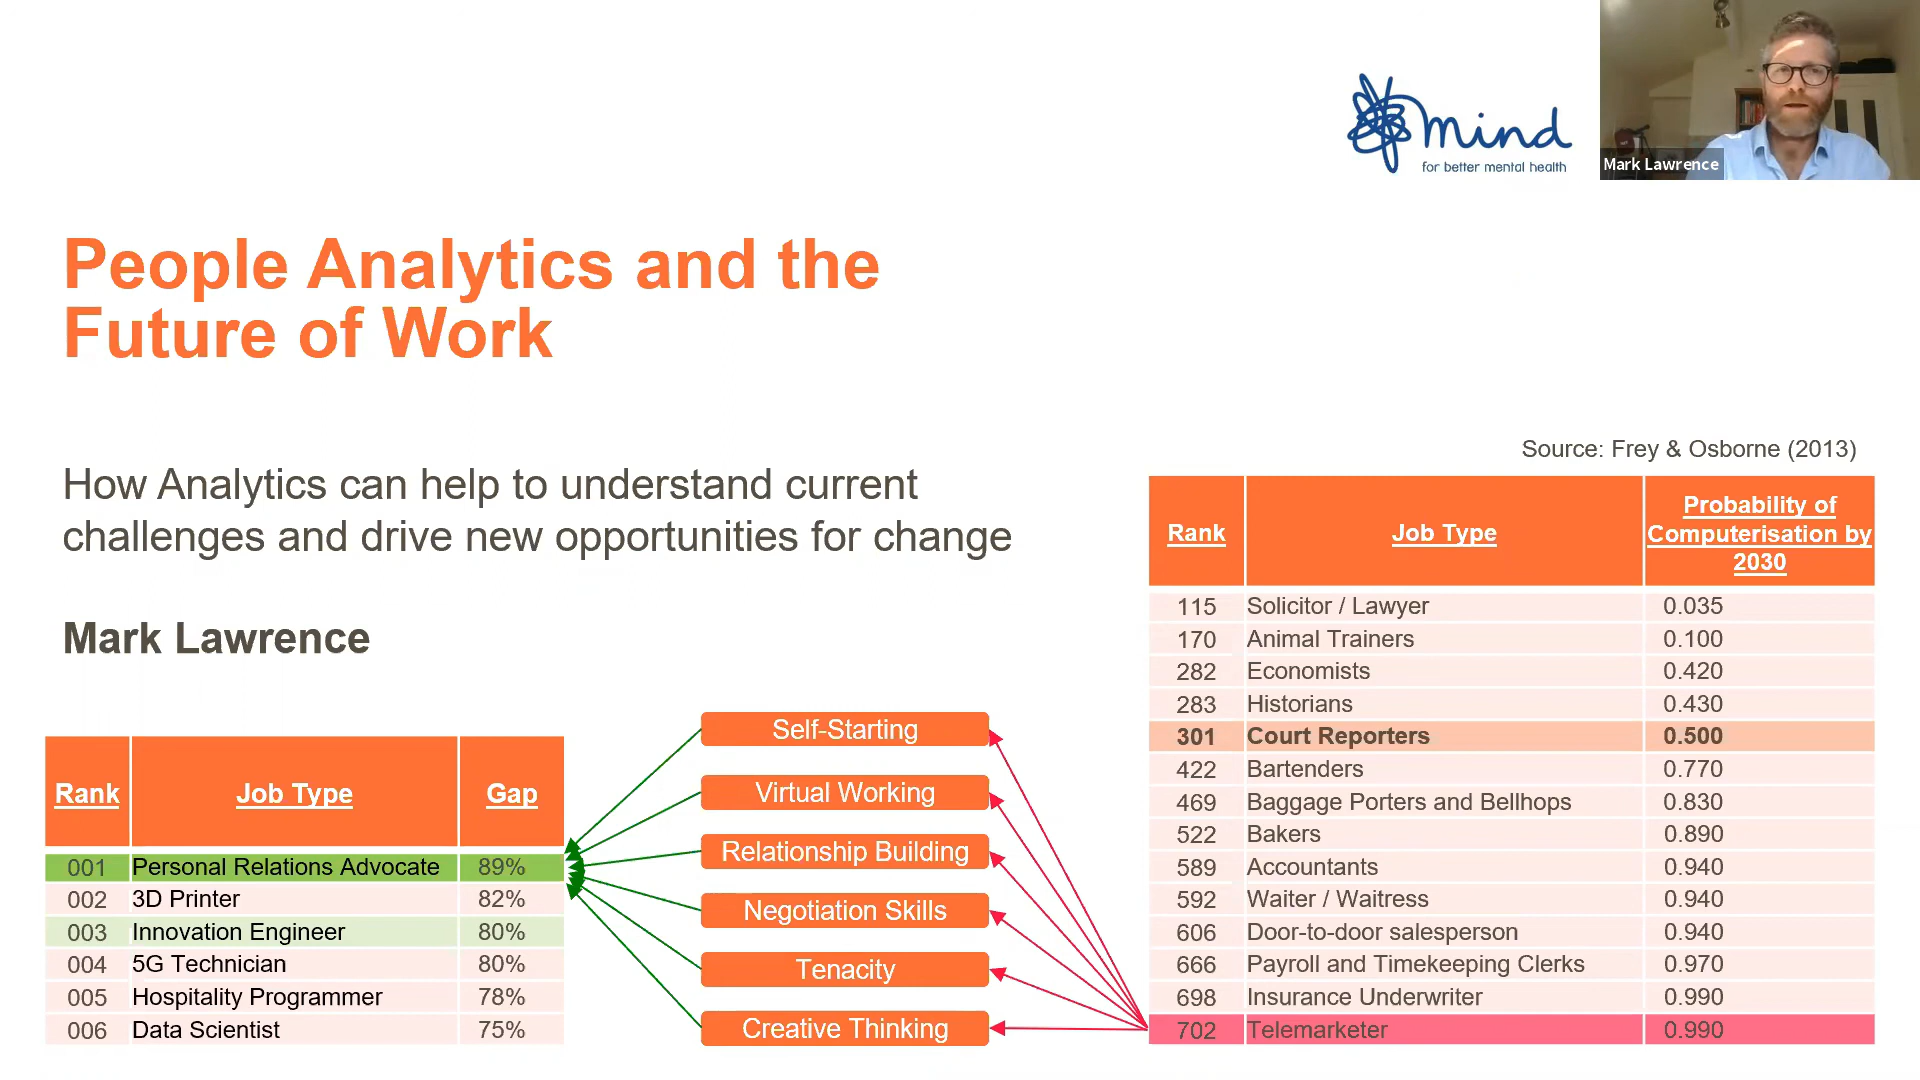 mind
for better mental health
Mark Lawrence
People Analytics and the
Future of Work
How Analytics can help to understand current
challenges and drive new opportunities for change
Mark Lawrence
Rank Job Type Gap
001 Personal Relations Advocate 89%
002 3D Printer 82%
003 Innovation Engineer 80%
004 5G Technician 80%
005 Hospitality Programmer 78%
006 Data Scientist 75%
Self-Starting
Virtual Working
Relationship Building
Negotiation Skills
Tenacity
Creative Thinking
Source: Frey & Osborne (2013)
Rank Job Type Probability of
Computerisation by
2030
115 Solicitor / Lawyer 0.035
170 Animal Trainers 0.100
282 Economists 0.420
283 Historians 0.430
301 Court Reporters 0.500
422 Bartenders 0.770
469 Baggage Porters and Bellhops 0.830
522 Bakers 0.890
589 Accountants 0.940
592 Waiter / Waitress 0.940
606 Door-to-door salesperson 0.940
666 Payroll and Timekeeping Clerks 0.970
698 Insurance Underwriter 0.990
702 Telemarketer 0.990